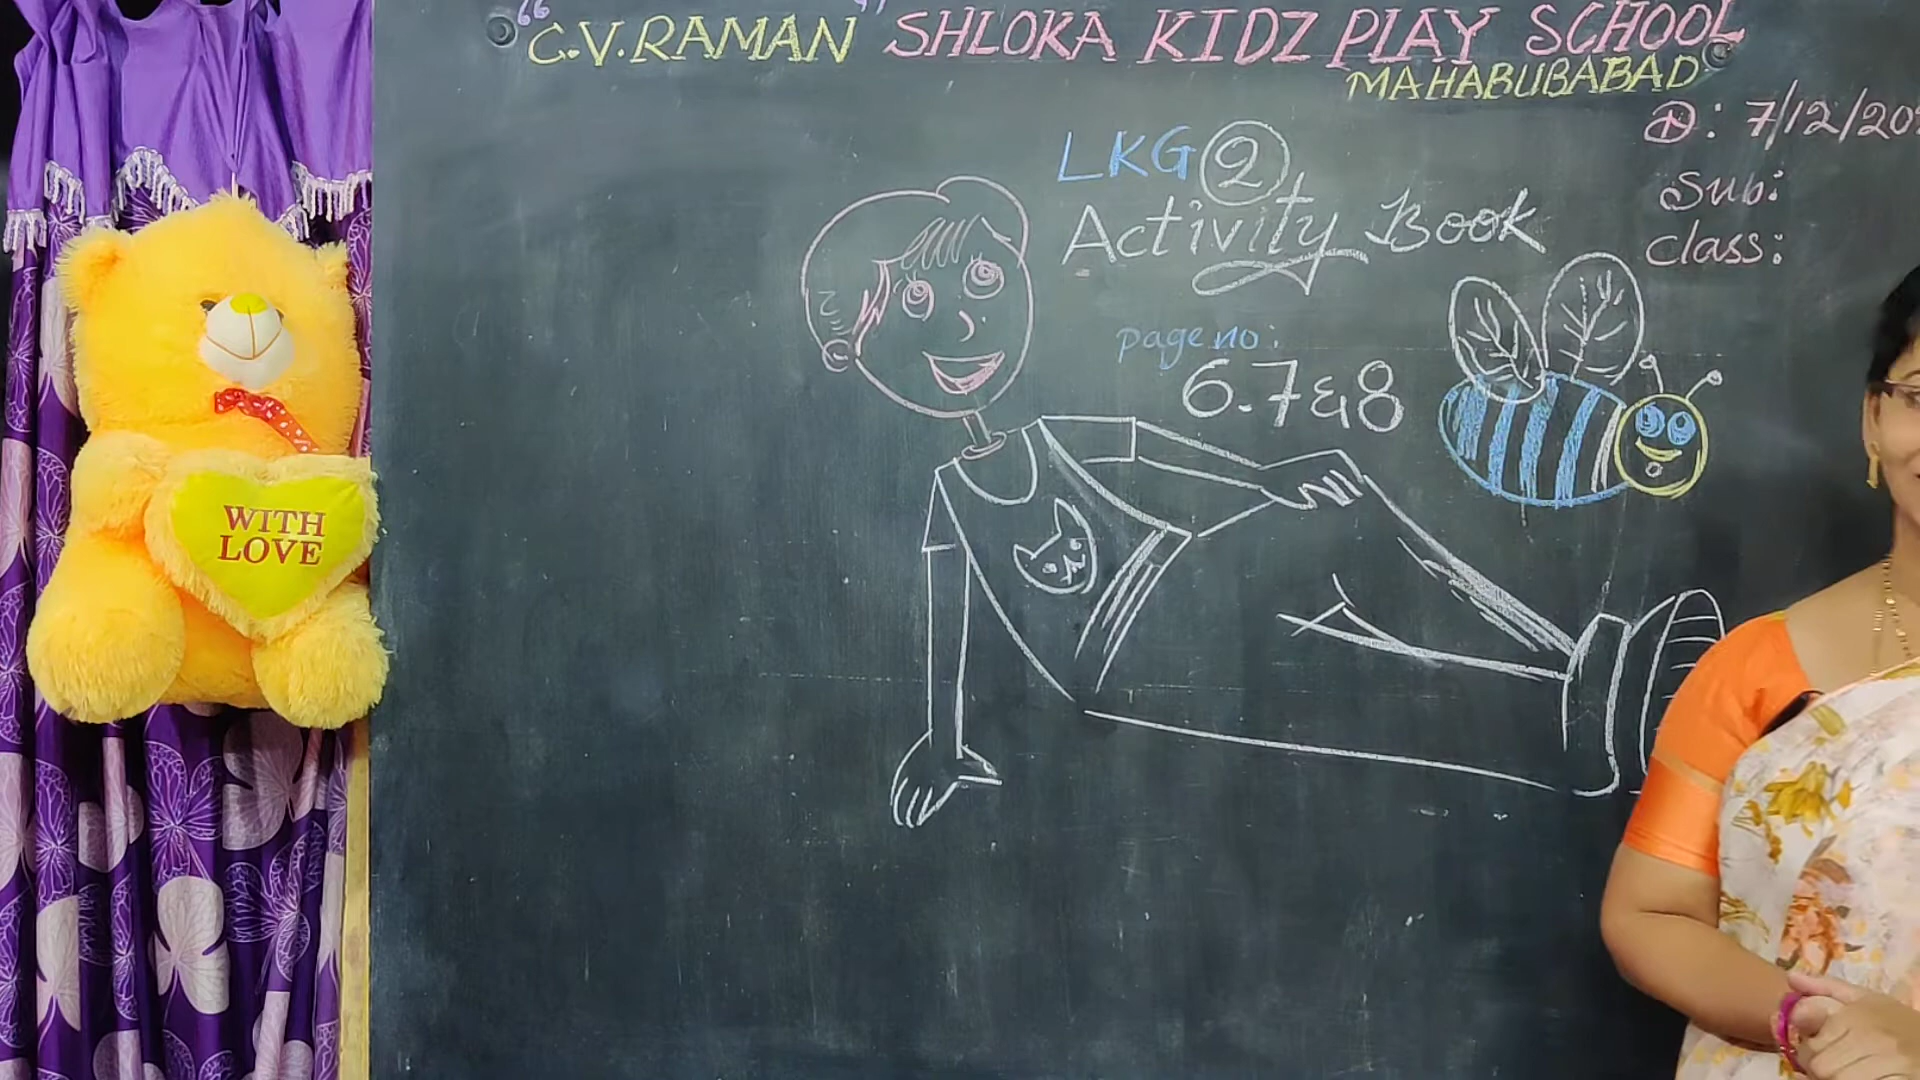 "C.V.RAMAN" SHLOKA KIDZ PLAY SCHOOL
MAHABUBABAD
D: 7/12/20
LKG 2
Sub:
Activity Book
Class:
page no:
6.7&8
WITH
LOVE